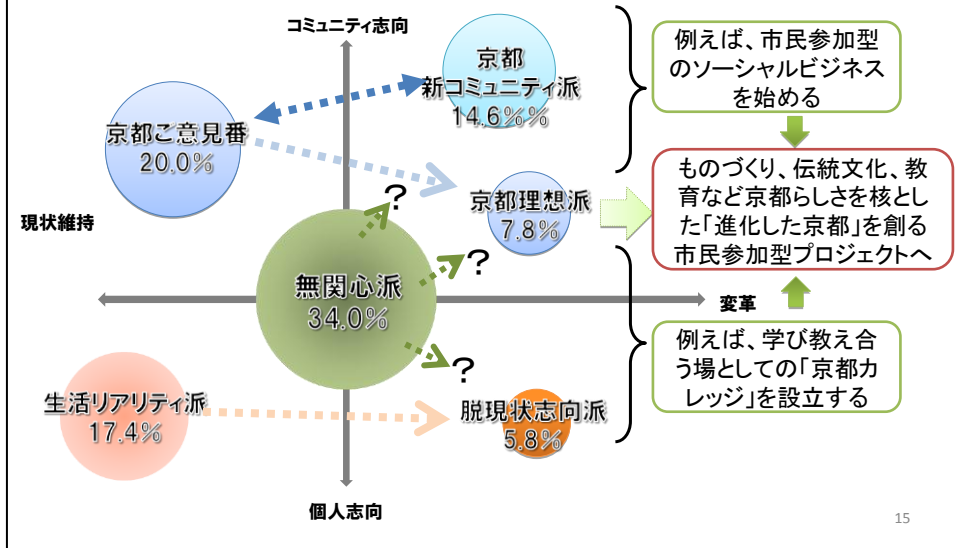 コミュニティ志向
京都
新コミュニティ派
14.6%%
京都ご意見番
20.0%
京都理想派
7.8%
現状維持
?
?
無関心派
34.0%
変革
?
生活リアリティ派
17.4%
脱現状志向派
5.8%
個人志向
例えば、市民参加型
のソーシャルビジネス
を始める
ものづくり、伝統文化、教
育など京都らしさを核とし
た「進化した京都」を創る
市民参加型プロジェクトへ
例えば、学び教え合
う場としての「京都カ
レッジ」を設立する
15